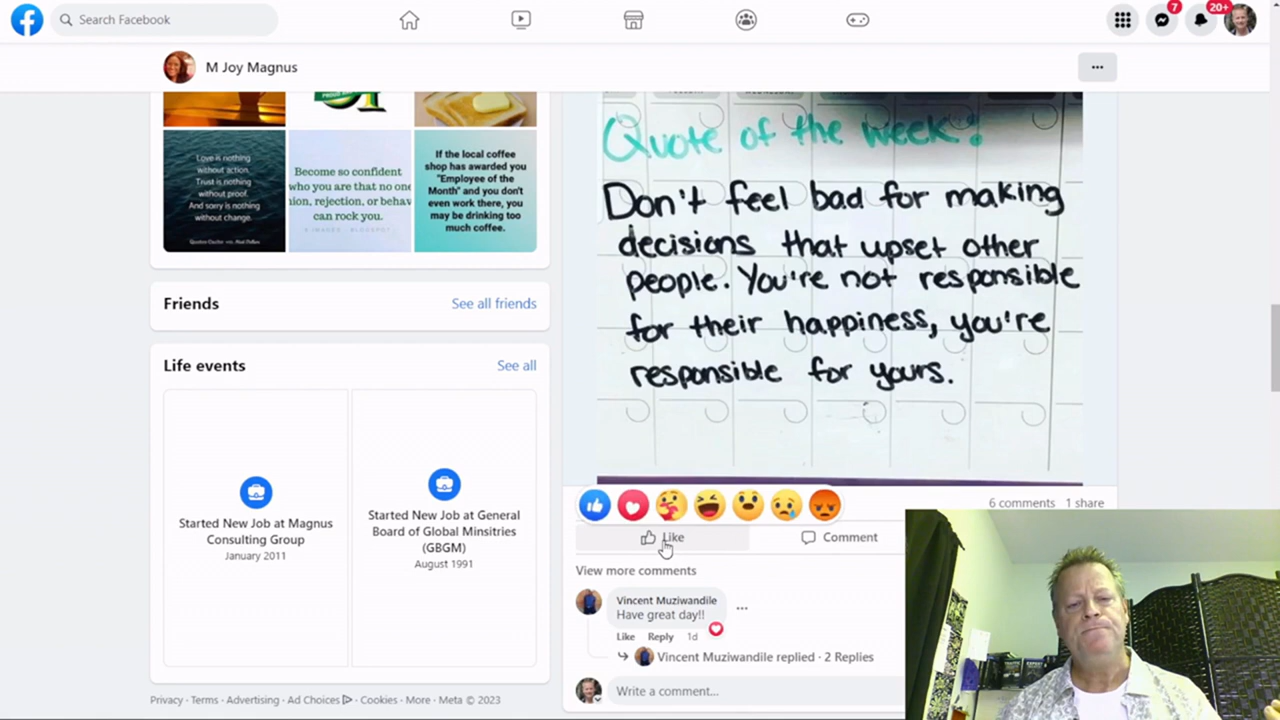 Search Facebook
7
20+
M Joy Magnus
Love is nothing
without action.
Trust is nothing
without proof.
And sorry is nothing
without change.
Become so confident
who you are that no one
ion, rejection, or behav
can rock you.
If the local coffee
shop has awarded you
"Employee of the
Month" and you don't
even work there, you
may be drinking too
much coffee.
Friends
See all friends
Life events
See all
Started New Job at Magnus
Consulting Group
January 2011
Started New Job at General
Board of Global Minsitries
(GBGM)
August 1991
Privacy · Terms · Advertising · Ad Choices · Cookies · More · Meta © 2023
Quote of the week:
Don't feel bad for making
decisions that upset other
people. You're not responsible
for their happiness, you're
responsible for yours.
6 comments 1 share
Like
Comment
View more comments
Vincent Muziwandile
Have great day!!
Like Reply 1d
Vincent Muziwandile replied · 2 Replies
Write a comment...